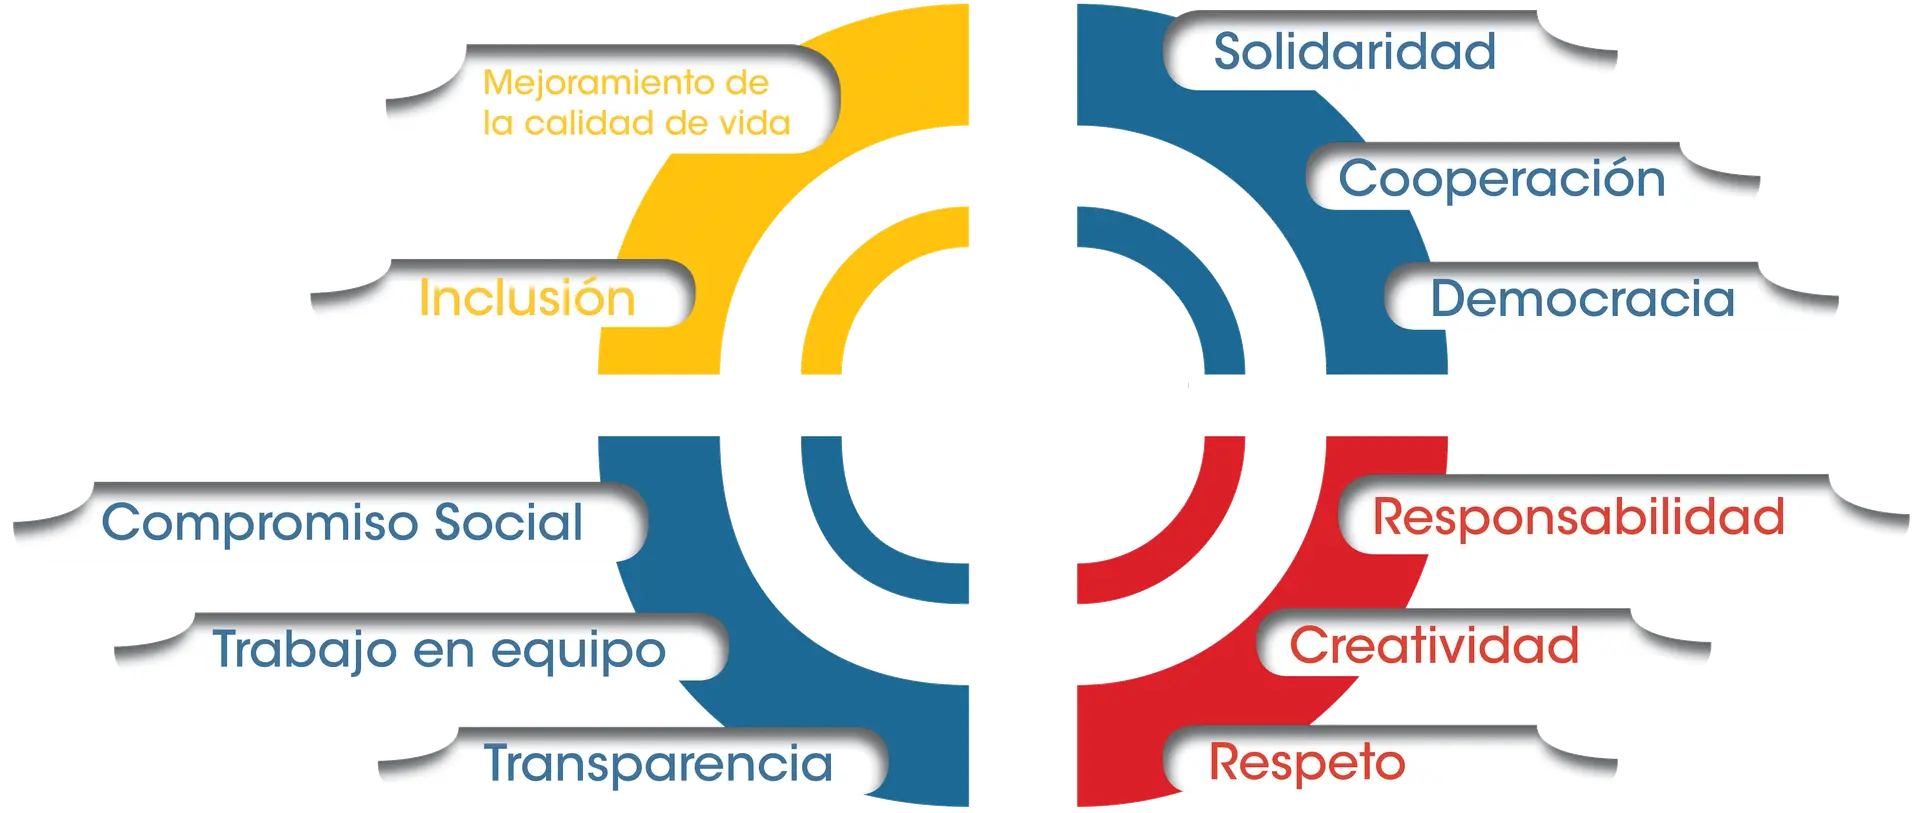 Mejoramiento de
la calidad de vida
Inclusión
Compromiso Social
Trabajo en equipo
Transparencia
Solidaridad
Cooperación
Democracia
Responsabilidad
Creatividad
Respeto